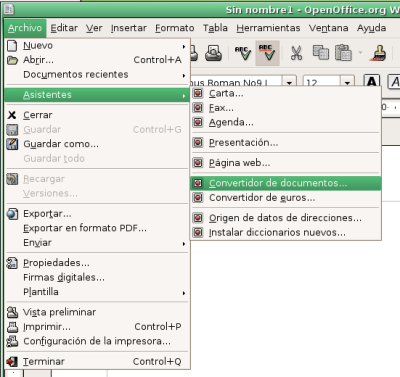 Sin nombre1 - OpenOffice.org W
Archivo Editar Ver Insertar Formato Tabla Herramientas Ventana Ayuda
Nuevo
Abrir... Control+A
Documentos recientes
Asistentes
Cerrar
Guardar Control+G
Guardar como...
Guardar todo
Recargar
Versiones...
Exportar...
Exportar en formato PDF...
Enviar
Propiedades...
Firmas digitales...
Plantilla
Vista preliminar
Imprimir... Control+P
Configuración de la impresora...
Terminar Control+Q
ABC ABC
us Roman No9 L 12 A A
Carta...
Fax...
Agenda...
Presentación...
Página web...
Convertidor de documentos...
Convertidor de euros...
Origen de datos de direcciones...
Instalar diccionarios nuevos...